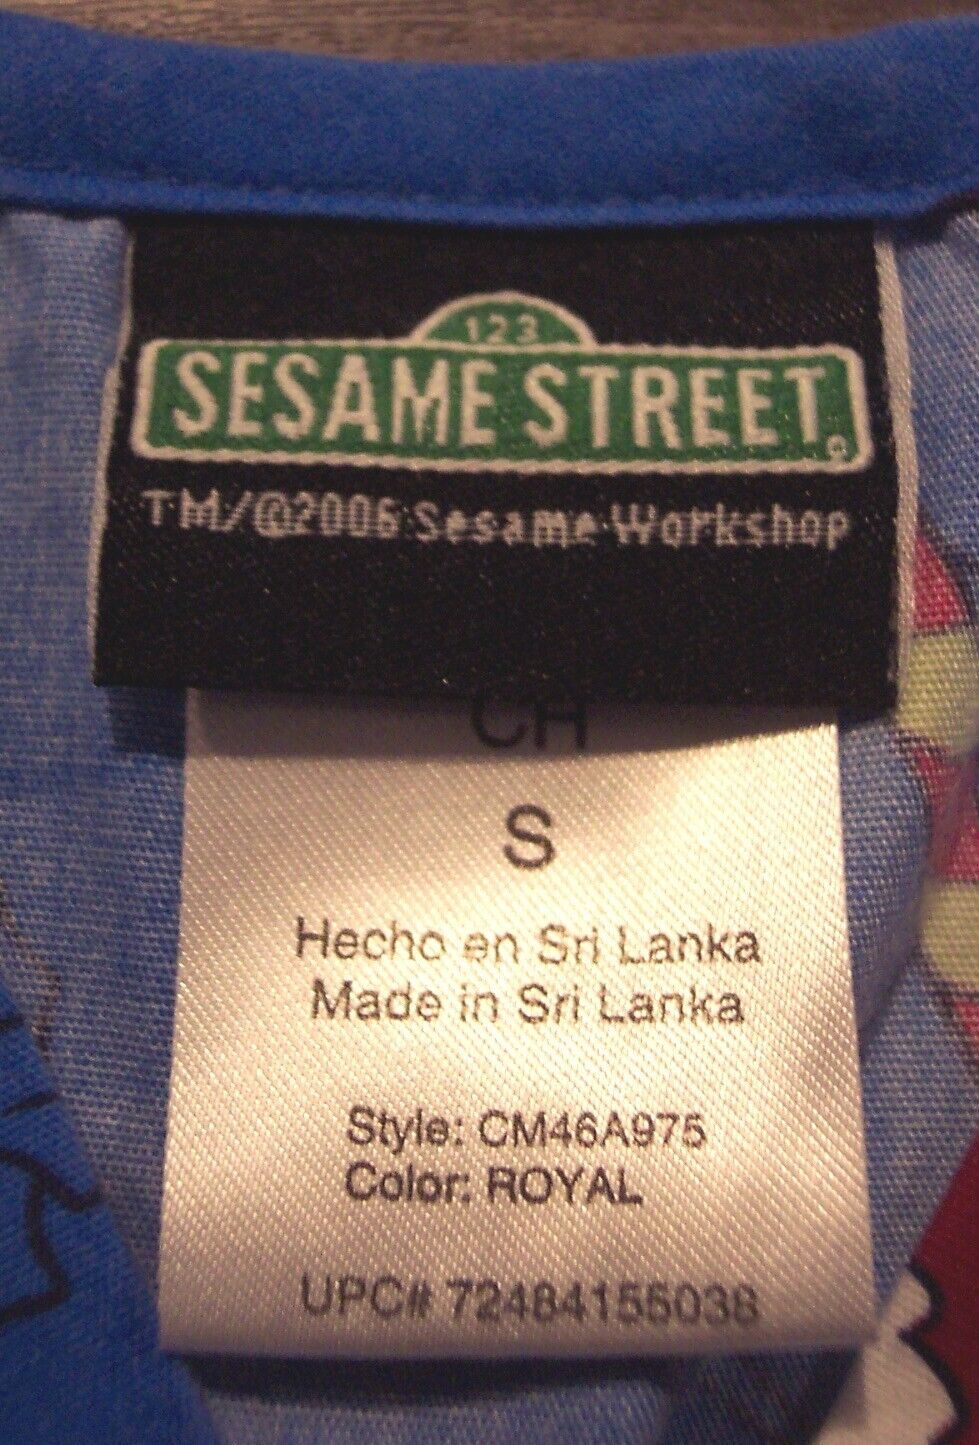 123
SESAME STREET
TM/©2006 Sesame Workshop
CH
S
Hecho en Sri Lanka
Made in Sri Lanka
Style: CM46A975
Color: ROYAL
UPC# 72484155038